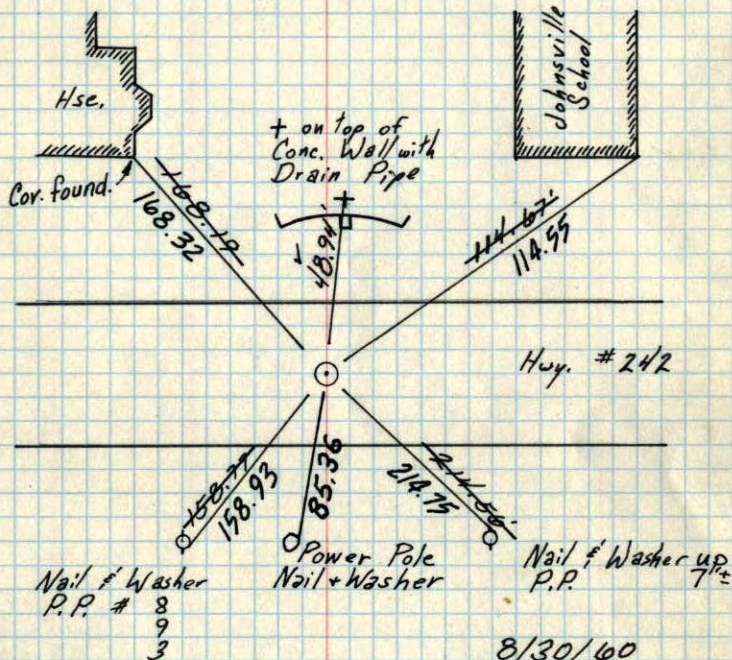 Hse.
Johnsville
School
+ on top of
Conc. Wall with
Drain Pipe
Cor. found.
168.19
168.32
48.94'
114.67'
114.55
Hwy. #242
158.77
158.93
85.36
214.56'
214.75
Nail & Washer
P.P. # 8
9
3
Power Pole
Nail + Washer
Nail & Washer up
P.P. 7'±
8/30/60